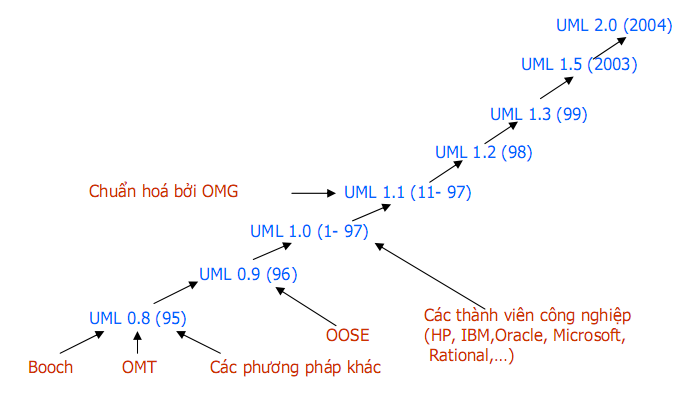 UML 2.0 (2004)
UML 1.5 (2003)
UML 1.3 (99)
UML 1.2 (98)
Chuẩn hoá bởi OMG
UML 1.1 (11- 97)
UML 1.0 (1- 97)
UML 0.9 (96)
UML 0.8 (95)
Các thành viên công nghiệp
(HP, IBM,Oracle, Microsoft,
Rational,...)
OOSE
Booch
OMT
Các phương pháp khác